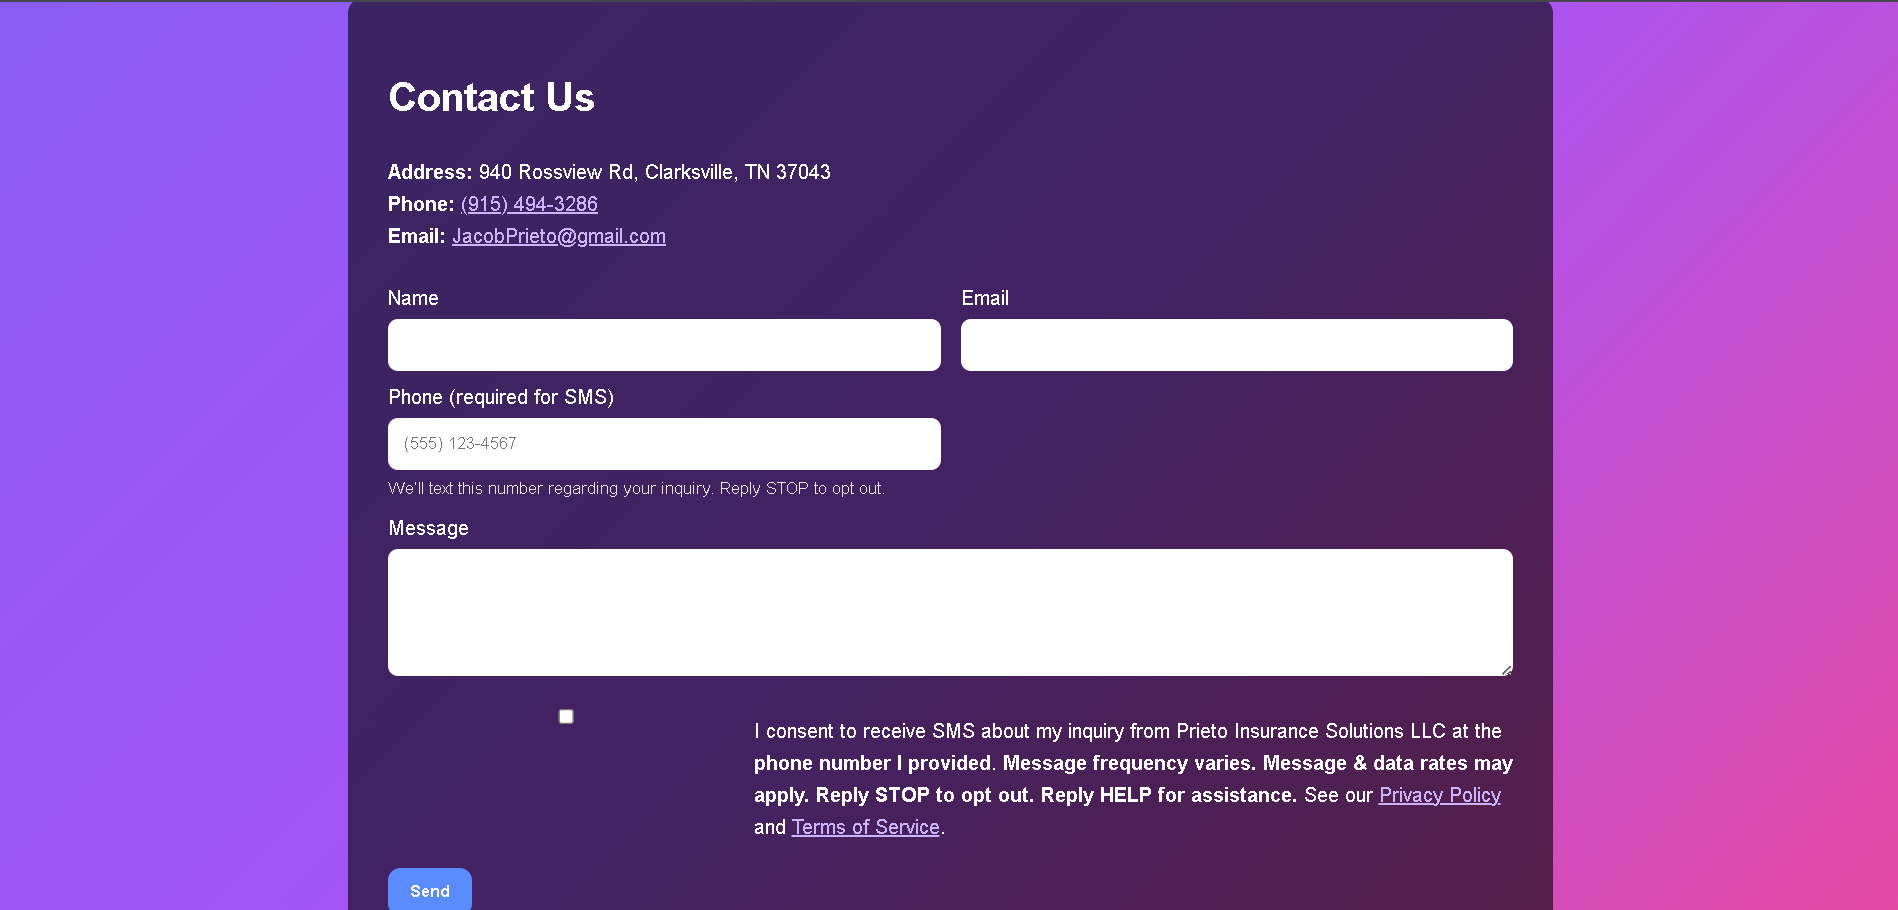 Contact Us
Address: 940 Rossview Rd, Clarksville, TN 37043
Phone: (915) 494-3286
Email: JacobPrieto@gmail.com
Name
Email
Phone (required for SMS)
(555) 123-4567
We'll text this number regarding your inquiry. Reply STOP to opt out.
Message
I consent to receive SMS about my inquiry from Prieto Insurance Solutions LLC at the
phone number I provided. Message frequency varies. Message & data rates may
apply. Reply STOP to opt out. Reply HELP for assistance. See our Privacy Policy
and Terms of Service.
Send